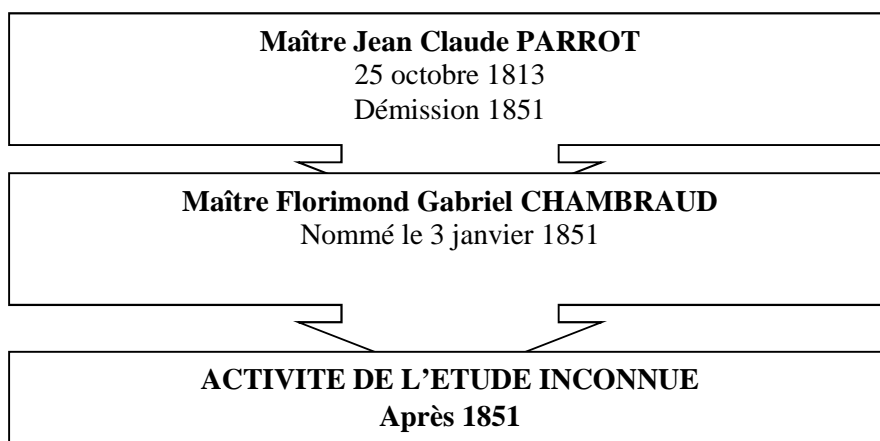 Maître Jean Claude PARROT
25 octobre 1813
Démission 1851
Maître Florimond Gabriel CHAMBRAUD
Nommé le 3 janvier 1851
ACTIVITE DE L'ETUDE INCONNUE
Après 1851